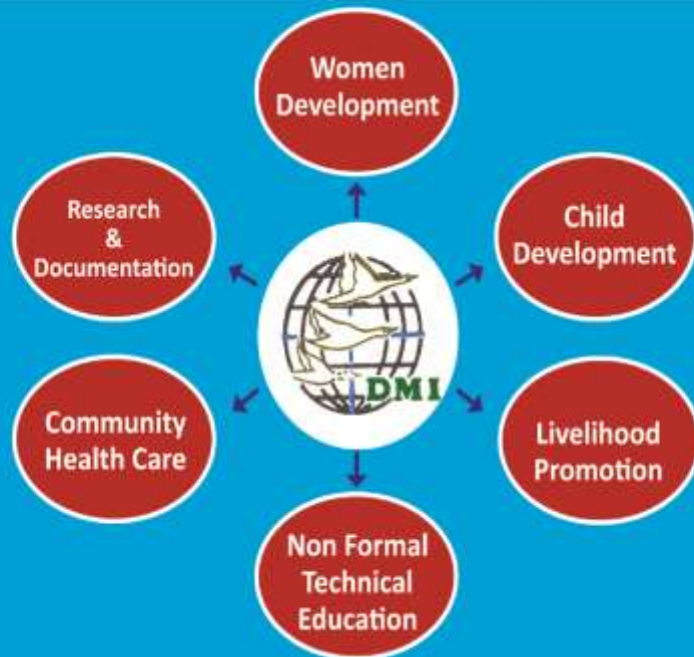 Women
Development
Research
&
Documentation
Child
Development
DMI
Community
Health Care
Livelihood
Promotion
Non Formal
Technical
Education